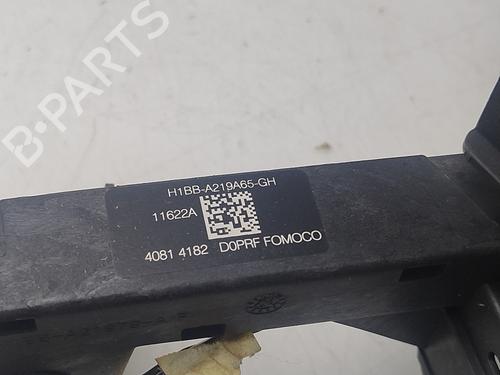 B-PARTS
H1BB-A219A65-GH
11622A
4081 4182 D0PRF FOMOCO